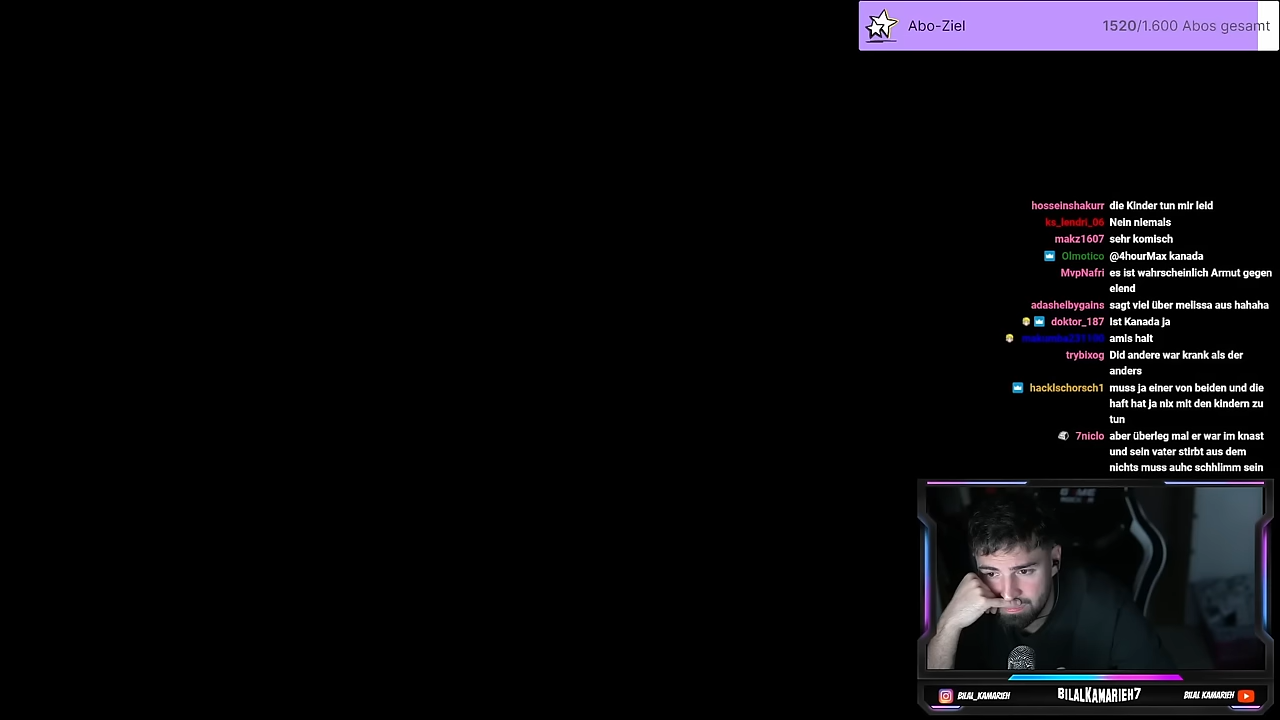 Abo-Ziel
1520/1.600 Abos gesamt
hosseinshakurr die Kinder tun mir leid
ks_lendri_06 Nein niemals
makz1607 sehr komisch
Olmotico @4hourMax kanada
MvpNafri es ist wahrscheinlich Armut gegen
elend
adashelbygains sagt viel über melissa aus hahaha
doktor_187 Ist Kanada ja
amis halt
trybixog Did andere war krank als der
anders
hacklschorsch1 muss ja einer von beiden und die
haft hat ja nix mit den kindern zu
tun
7niclo aber überleg mal er war im knast
und sein vater stirbt aus dem
nichts muss auhc schhlimm sein
BILAL_KAMARIEH
BILALKAMARIEH7
BILAL KAMARIEH